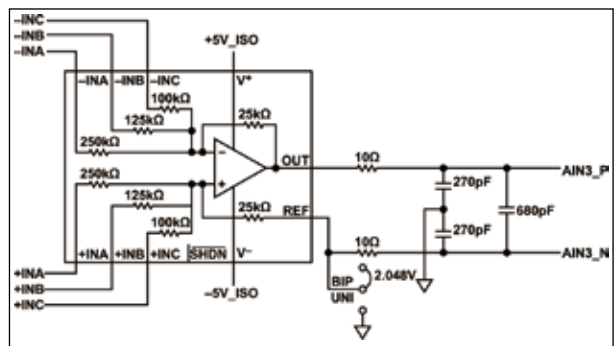 –INC
–INB
–INA
+5V_ISO
–INA –INB –INC
V+
100kΩ
125kΩ
25kΩ
250kΩ
–
OUT
10Ω
AIN3_P
250kΩ
+
270pF
125kΩ
REF
680pF
100kΩ
25kΩ
270pF
10Ω
+INA +INB +INC SHDN V–
AIN3_N
+INA
+INB
+INC
–5V_ISO
BIP
2.048V
UNI